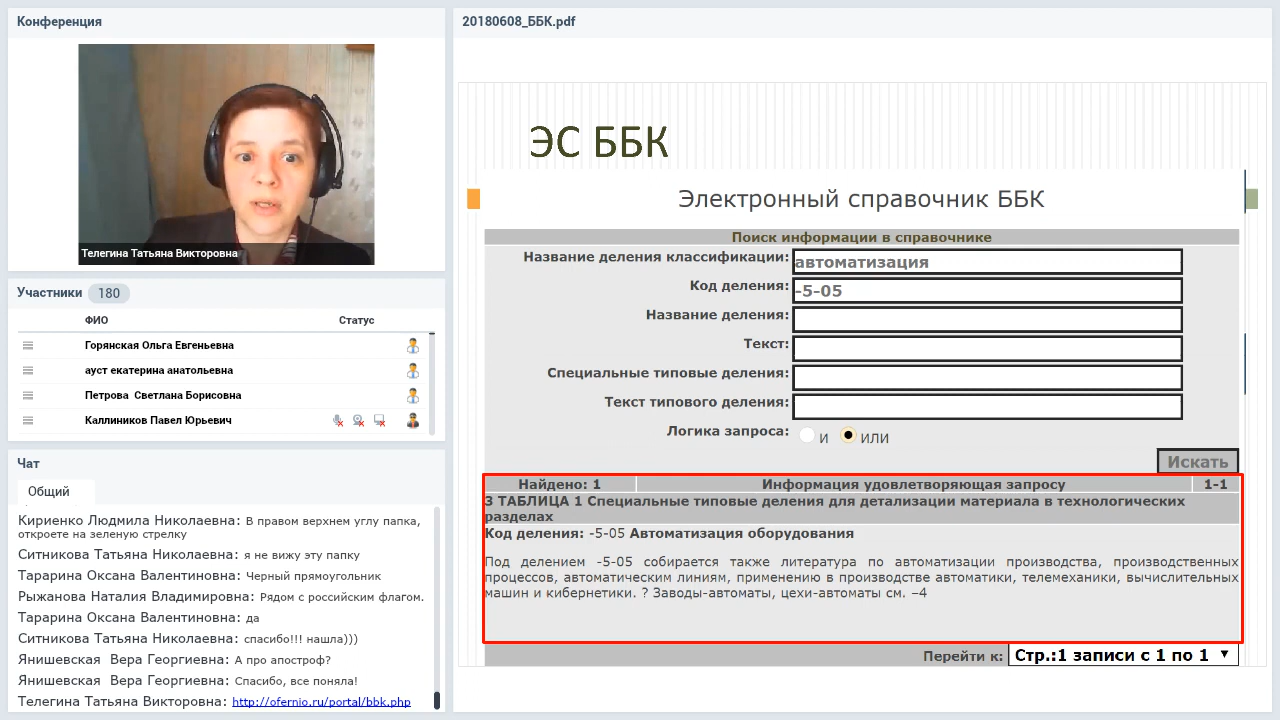 Конференция
Телегина Татьяна Викторовна
Участники 180
ФИО Статус
Горянская Ольга Евгеньевна
ауст екатерина анатольевна
Петрова Светлана Борисовна
Каллиников Павел Юрьевич
Чат
Общий
Кириенко Людмила Николаевна: В правом верхнем углу папка,
откроете на зеленую стрелку
Ситникова Татьяна Николаевна: я не вижу эту папку
Тарарина Оксана Валентиновна: Черный прямоугольник
Рыжанова Наталия Владимировна: Рядом с российским флагом.
Тарарина Оксана Валентиновна: да
Ситникова Татьяна Николаевна: спасибо!!! нашла)))
Янишевская Вера Георгиевна: А про апостроф?
Янишевская Вера Георгиевна: Спасибо, все поняла!
Телегина Татьяна Викторовна: http://ofernio.ru/portal/bbk.php
20180608_ББК.pdf
ЭС ББК
Электронный справочник ББК
Поиск информации в справочнике
Название деления классификации: автоматизация
Код деления: -5-05
Название деления:
Текст:
Специальные типовые деления:
Текст типового деления:
Логика запроса: И ИЛИ
Искать
Найдено: 1 Информация удовлетворяющая запросу 1-1
З ТАБЛИЦА 1 Специальные типовые деления для детализации материала в технологических
разделах
Код деления: -5-05 Автоматизация оборудования
Под делением -5-05 собирается также литература по автоматизации производства, производственных
процессов, автоматическим линиям, применению в производстве автоматики, телемеханики, вычислительных
машин и кибернетики. ? Заводы-автоматы, цехи-автоматы см. –4
Перейти к: Стр.:1 записи с 1 по 1